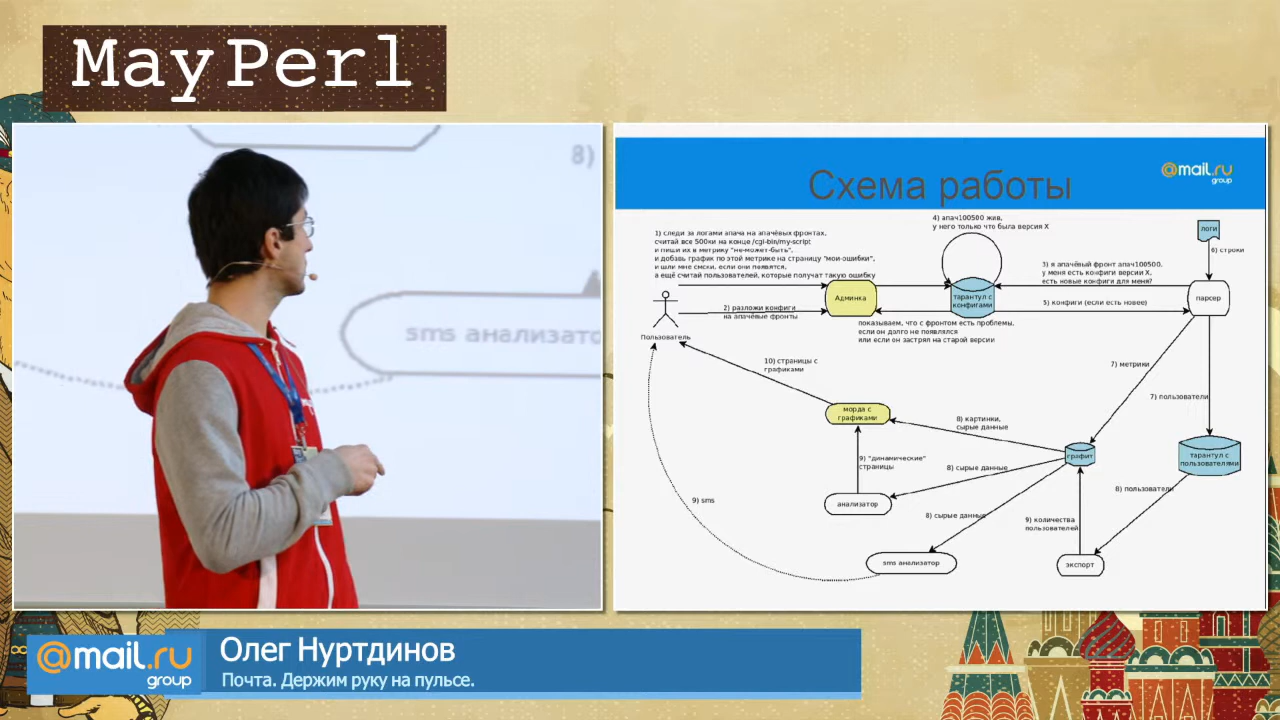 MayPerl
8)
sms анализато
Схема работы
@mail.ru
group
1) следи за логами апача на апачёвых фронтах,
считай все 500ки на конце /cgi-bin/my-script
и пиши их в метрику "не-может-быть",
и добавь график по этой метрике на страницу "мои-ошибки",
и шли мне смски, если они появятся,
а ещё считай пользователей, которые получат такую ошибку
4) апач100500 жив,
у него только что была версия X
логи
6) строки
3) я апачёвый фронт апач100500,
у меня есть конфиги версии X,
есть новые конфиги для меня?
Админка
тарантул с
конфигами
парсер
2) разложи конфиги
на апачёвые фронты
5) конфиги (если есть новее)
Пользователь
показываем, что с фронтом есть проблемы,
если он долго не появлялся
или если он застрял на старой версии
10) страницы с
графиками
7) метрики
7) пользователи
морда с
графиками
8) картинки,
сырые данные
графит
тарантул с
пользователями
9) "динамические"
страницы
8) сырые данные
8) пользователи
9) sms
анализатор
8) сырые данные
9) количества
пользователей
sms анализатор
экспорт
@mail.ru
group
Олег Нуртдинов
Почта. Держим руку на пульсе.